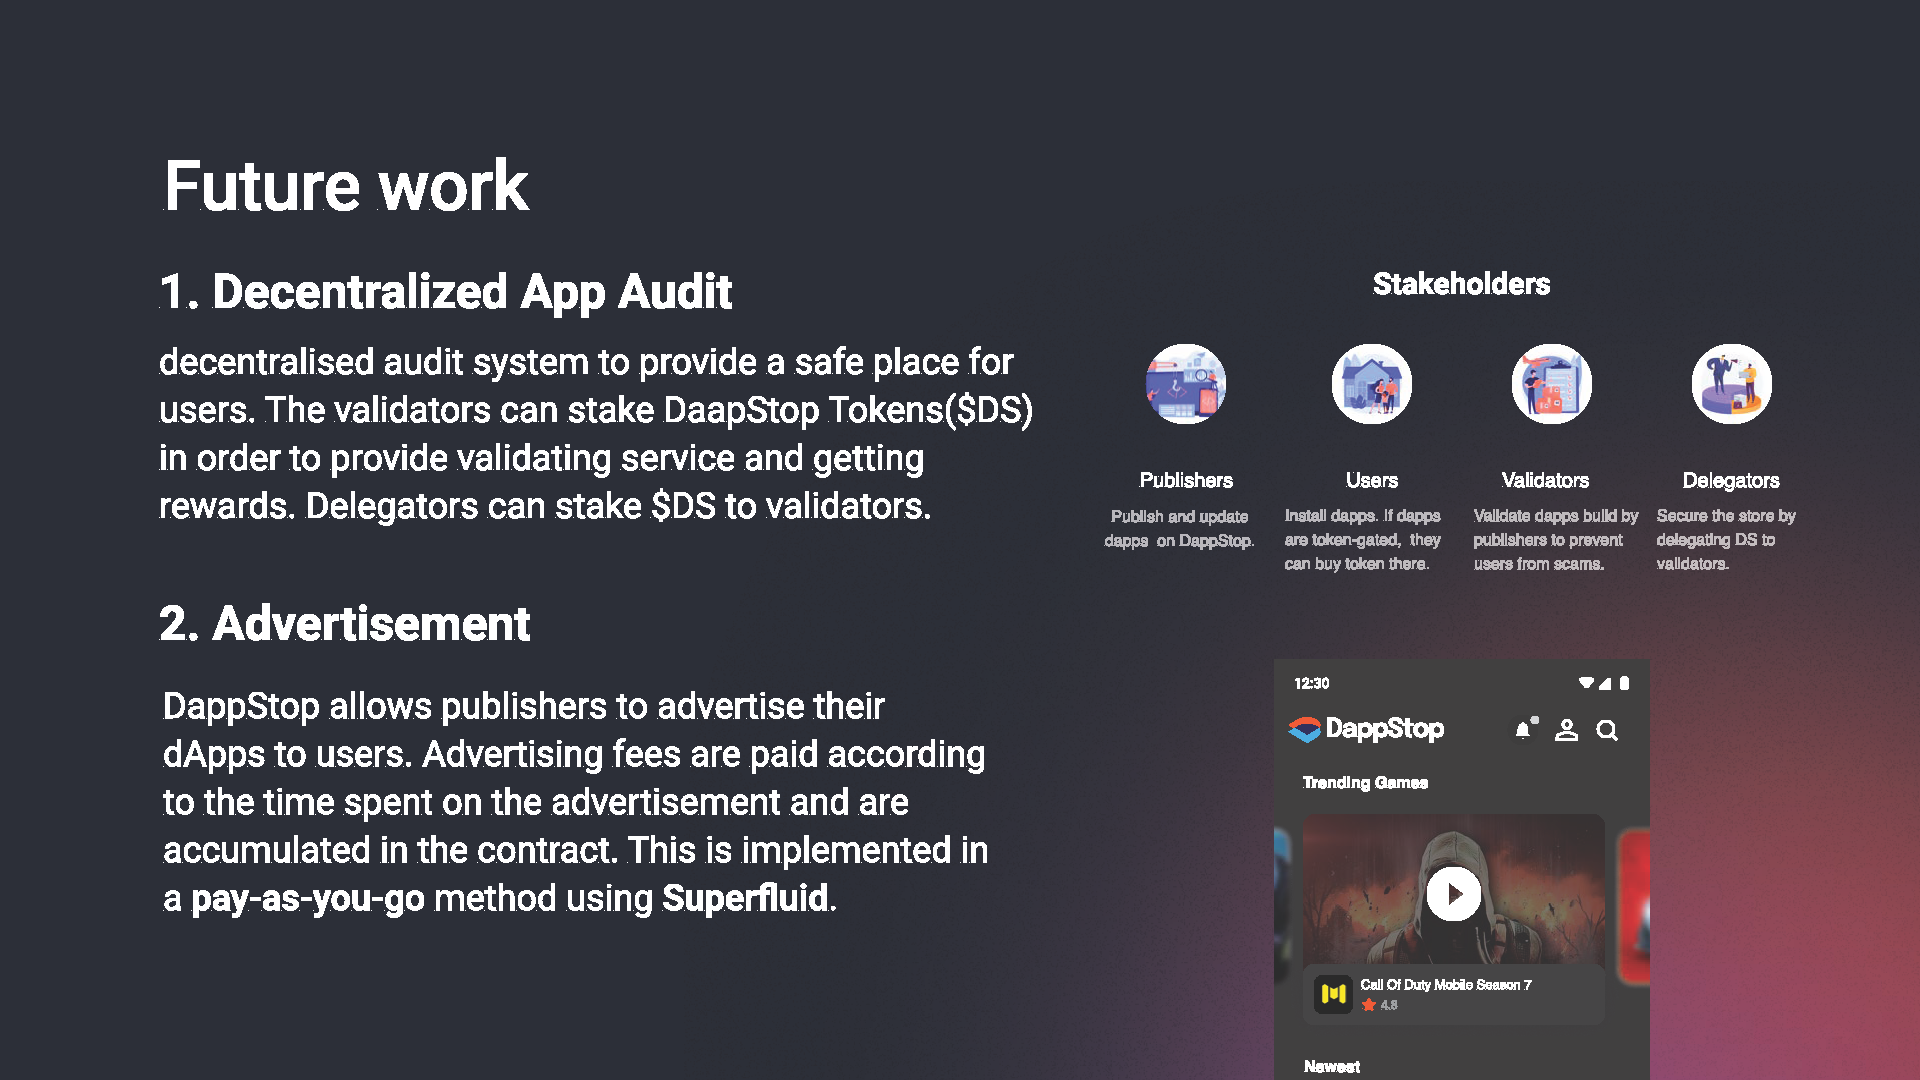 Future work
1. Decentralized App Audit
decentralised audit system to provide a safe place for
users. The validators can stake DaapStop Tokens($DS)
in order to provide validating service and getting
rewards. Delegators can stake $DS to validators.
2. Advertisement
DappStop allows publishers to advertise their
dApps to users. Advertising fees are paid according
to the time spent on the advertisement and are
accumulated in the contract. This is implemented in
a pay-as-you-go method using Superfluid.
Stakeholders
Publishers
Publish and update
dapps on DappStop.
Users
Install dapps. If dapps
are token-gated, they
can buy token there.
Validators
Validate dapps build by
publishers to prevent
users from scams.
Delegators
Secure the store by
delegating DS to
validators.
12:30
DappStop
Trending Games
Call Of Duty Mobile Season 7
4.8
Newest